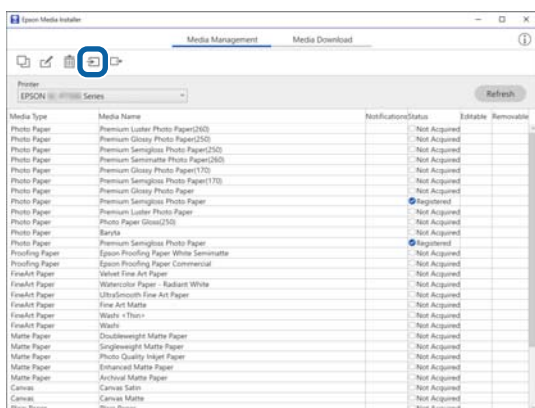 Epson Media Installer
Media Management Media Download
Printer
EPSON Series
Refresh
Media Type Media Name Notifications Status Editable Removable
Photo Paper Premium Luster Photo Paper(260) Not Acquired
Photo Paper Premium Glossy Photo Paper(250) Not Acquired
Photo Paper Premium Semigloss Photo Paper(250) Not Acquired
Photo Paper Premium Semimatte Photo Paper(260) Not Acquired
Photo Paper Premium Glossy Photo Paper(170) Not Acquired
Photo Paper Premium Semigloss Photo Paper(170) Not Acquired
Photo Paper Premium Glossy Photo Paper Not Acquired
Photo Paper Premium Semigloss Photo Paper Registered
Photo Paper Premium Luster Photo Paper Not Acquired
Photo Paper Photo Paper Gloss(250) Not Acquired
Photo Paper Baryta Not Acquired
Photo Paper Premium Semigloss Photo Paper Registered
Proofing Paper Epson Proofing Paper White Semimatte Not Acquired
Proofing Paper Epson Proofing Paper Commercial Not Acquired
FineArt Paper Velvet Fine Art Paper Not Acquired
FineArt Paper Watercolor Paper - Radiant White Not Acquired
FineArt Paper UltraSmooth Fine Art Paper Not Acquired
FineArt Paper Fine Art Matte Not Acquired
FineArt Paper Washi <Thin> Not Acquired
FineArt Paper Washi Not Acquired
Matte Paper Doubleweight Matte Paper Not Acquired
Matte Paper Singleweight Matte Paper Not Acquired
Matte Paper Photo Quality Inkjet Paper Not Acquired
Matte Paper Enhanced Matte Paper Not Acquired
Matte Paper Archival Matte Paper Not Acquired
Canvas Canvas Satin Not Acquired
Canvas Canvas Matte Not Acquired
Plain Paper Plain Paper Not Acquired